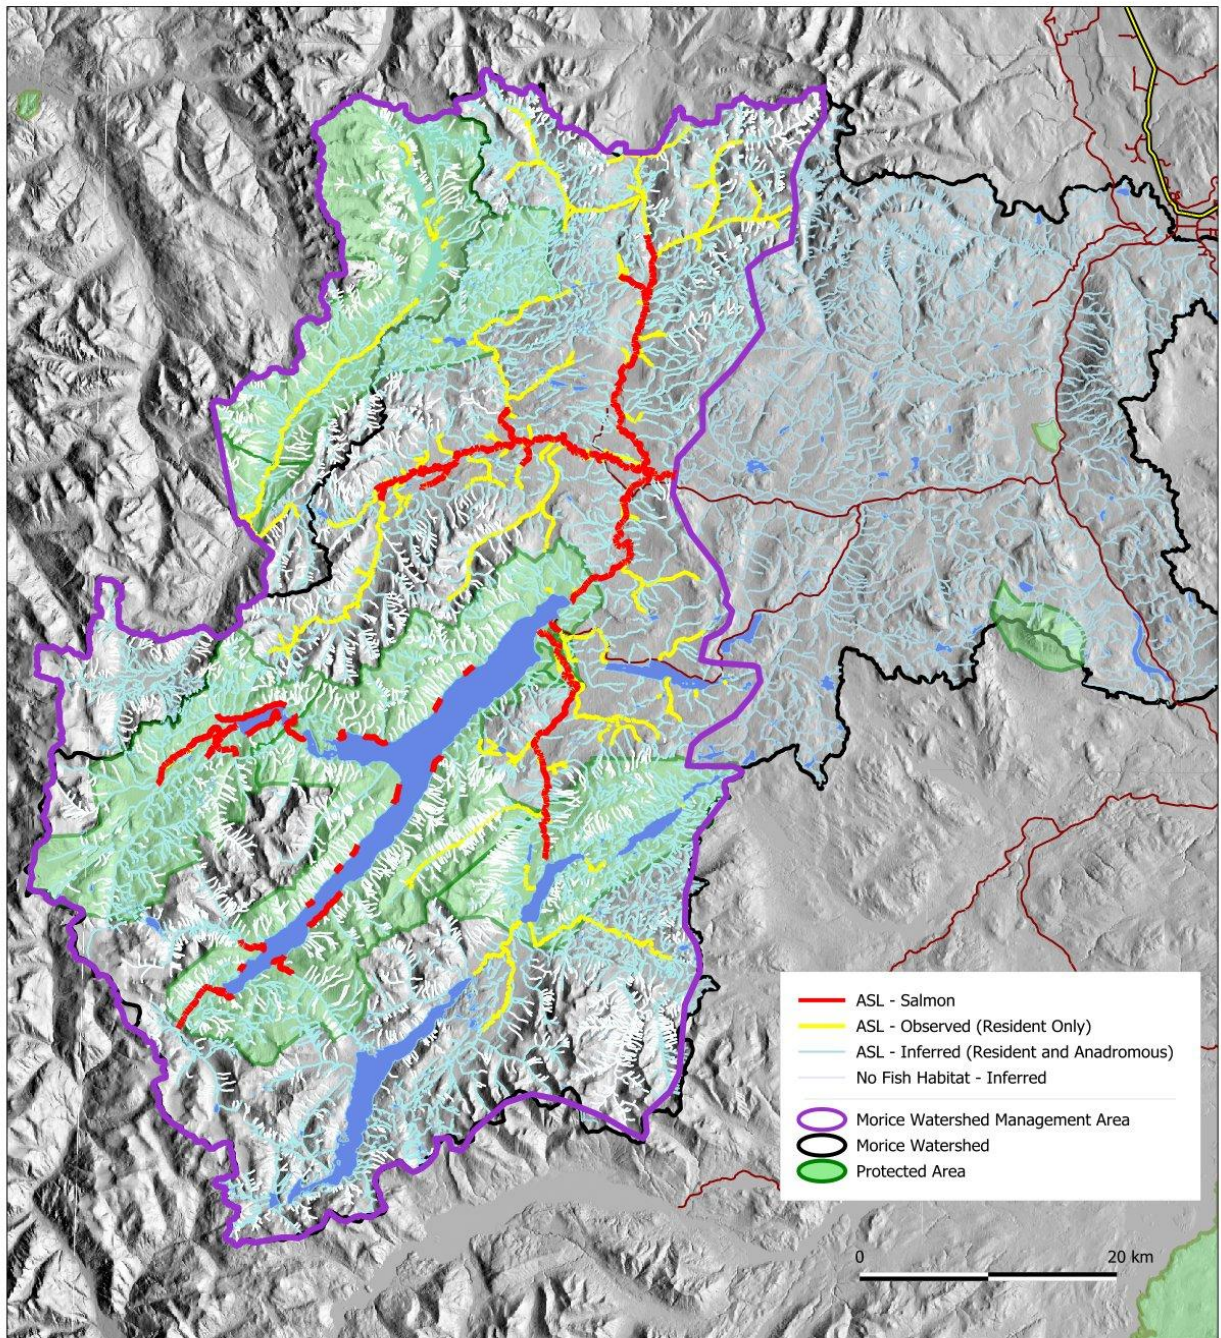 ASL - Salmon
ASL - Observed (Resident Only)
ASL - Inferred (Resident and Anadromous)
No Fish Habitat - Inferred
Morice Watershed Management Area
Morice Watershed
Protected Area
0 20 km